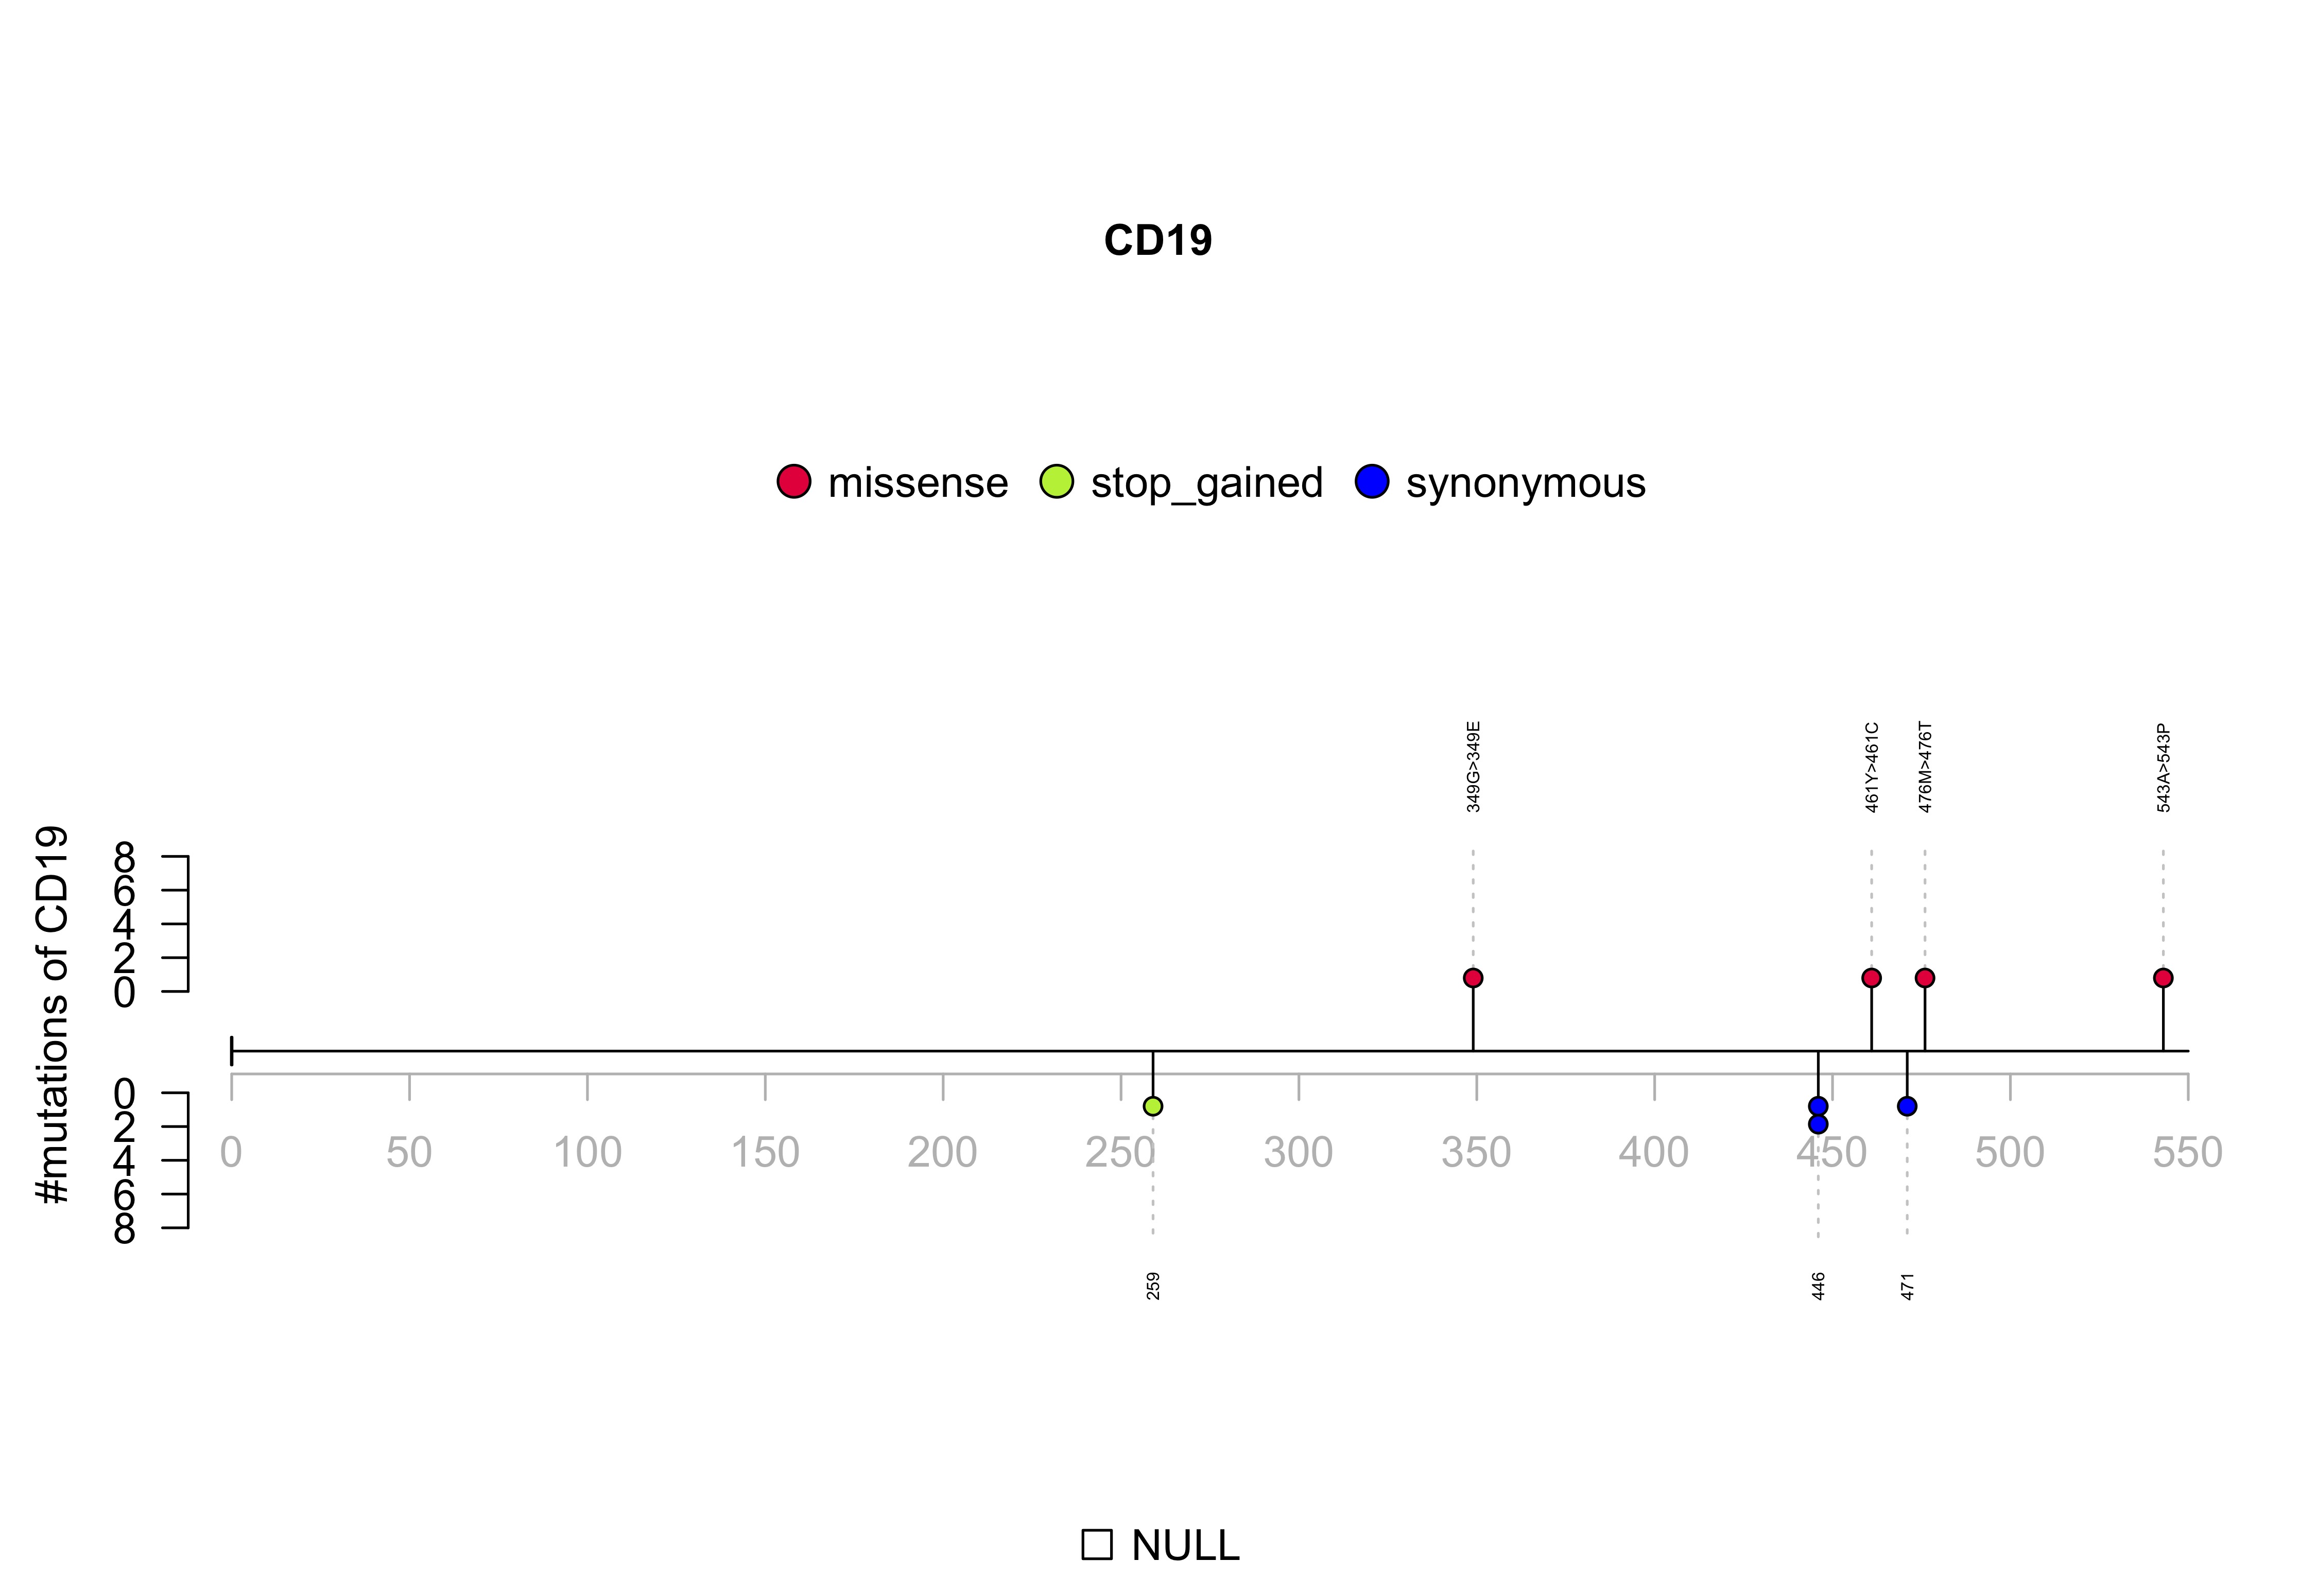 CD19
missense stop_gained synonymous
349G>349E 461Y>461C 476M>476T 543A>543P
#mutations of CD19
8
6
4
2
0
0
2
4
6
8
0 50 100 150 200 250 300 350 400 450 500 550
259 446 471
NULL